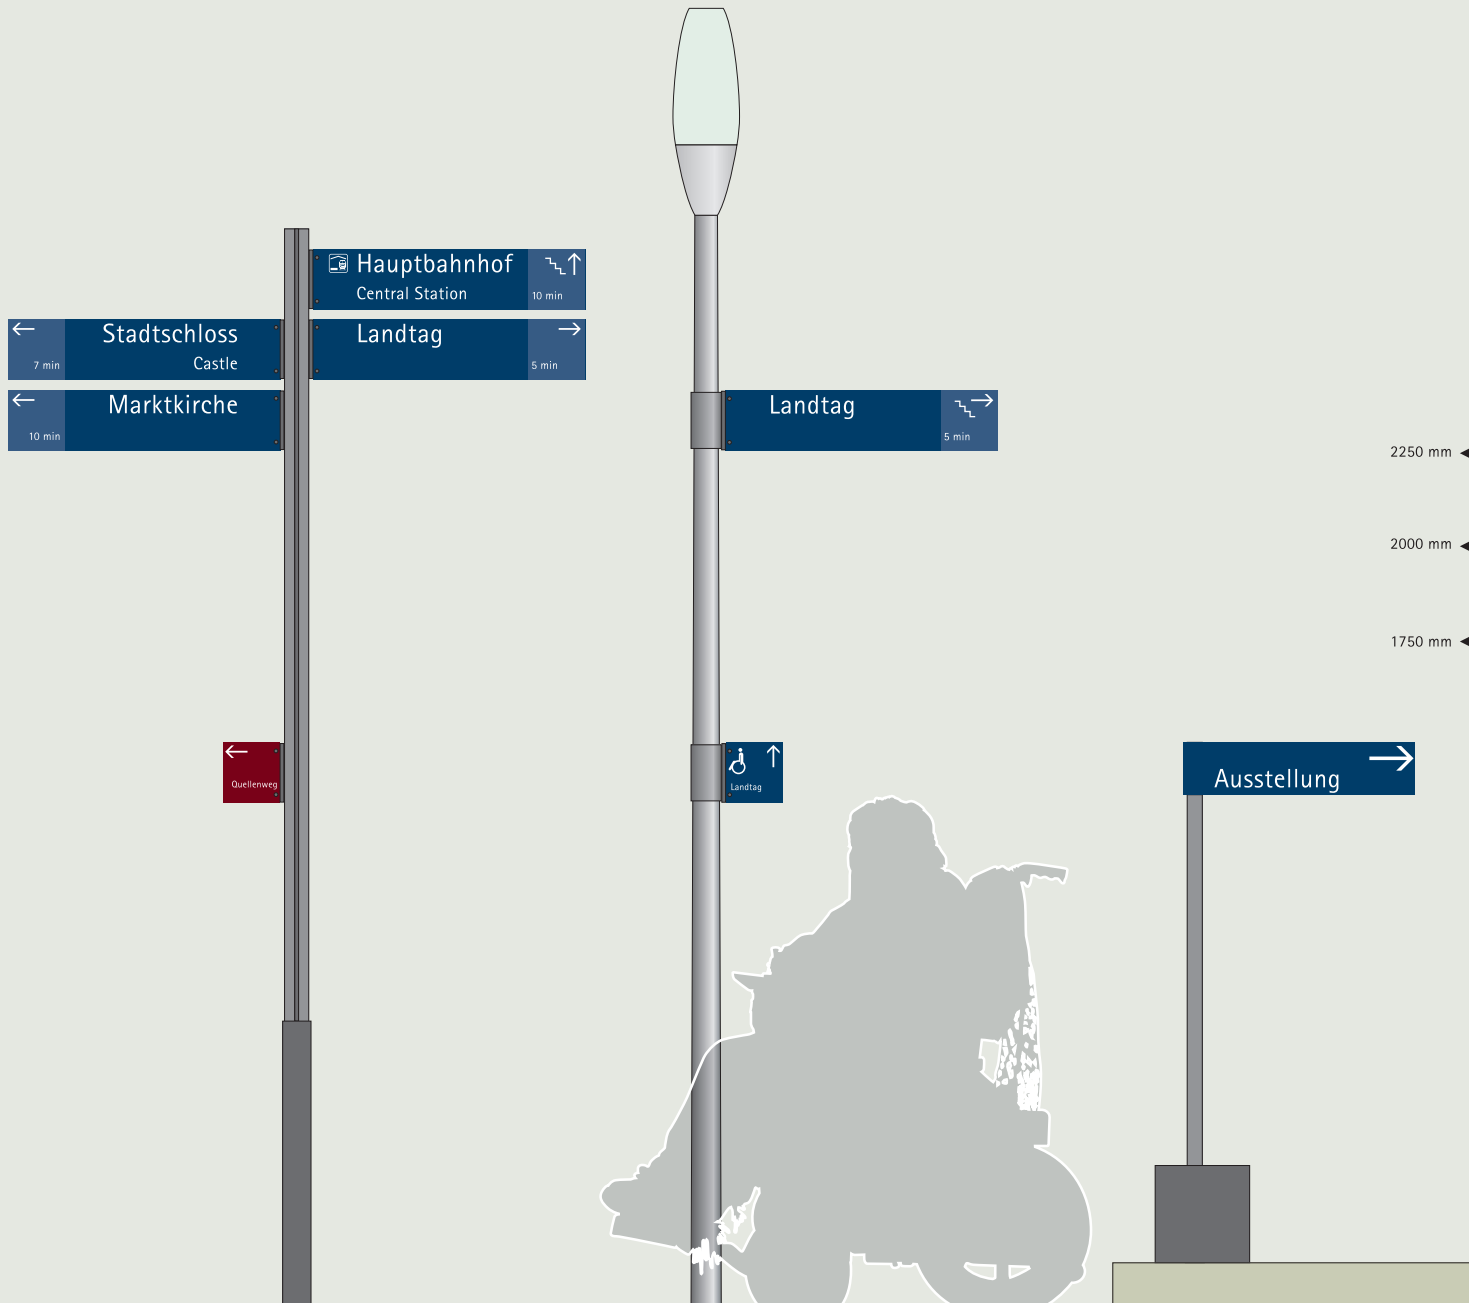 Hauptbahnhof
Central Station
10 min
Stadtschloss
Castle
7 min
Landtag
5 min
Marktkirche
10 min
Quellenweg
Landtag
5 min
Landtag
2250 mm
2000 mm
1750 mm
Ausstellung